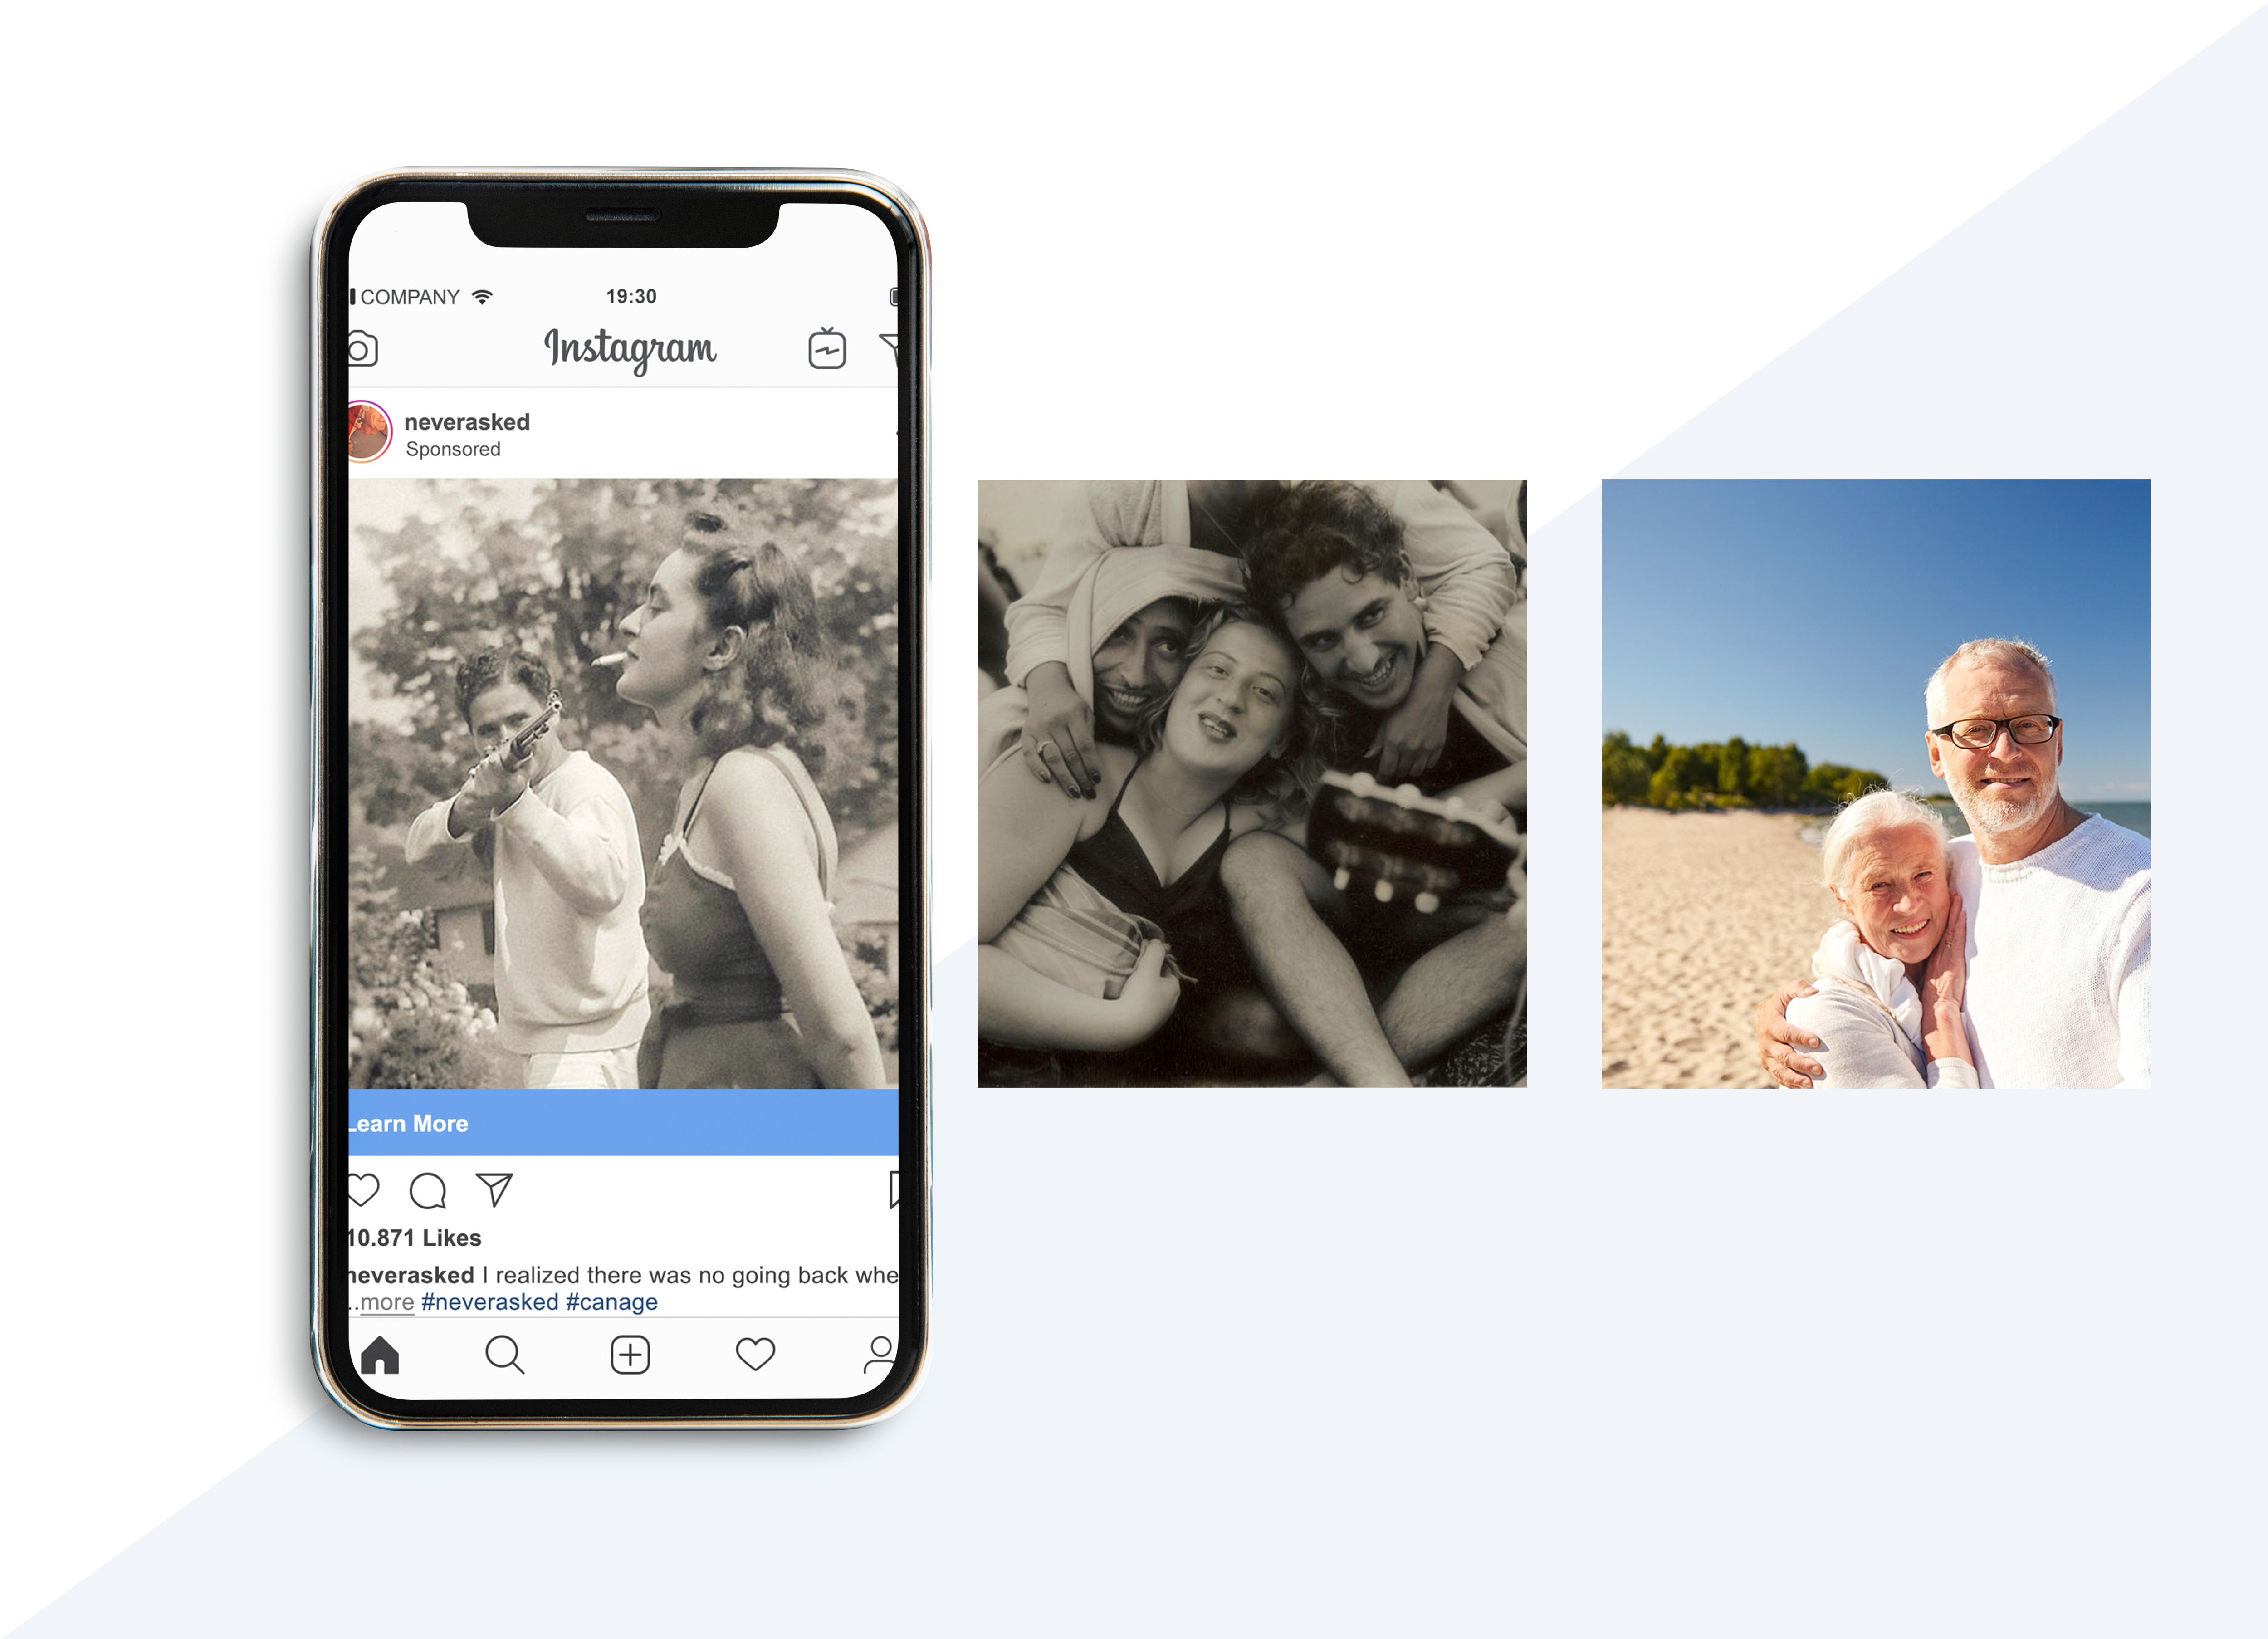 COMPANY
19:30
Instagram
neverasked
Sponsored
Learn More
10.871 Likes
neverasked I realized there was no going back whe
..more #neverasked #canage